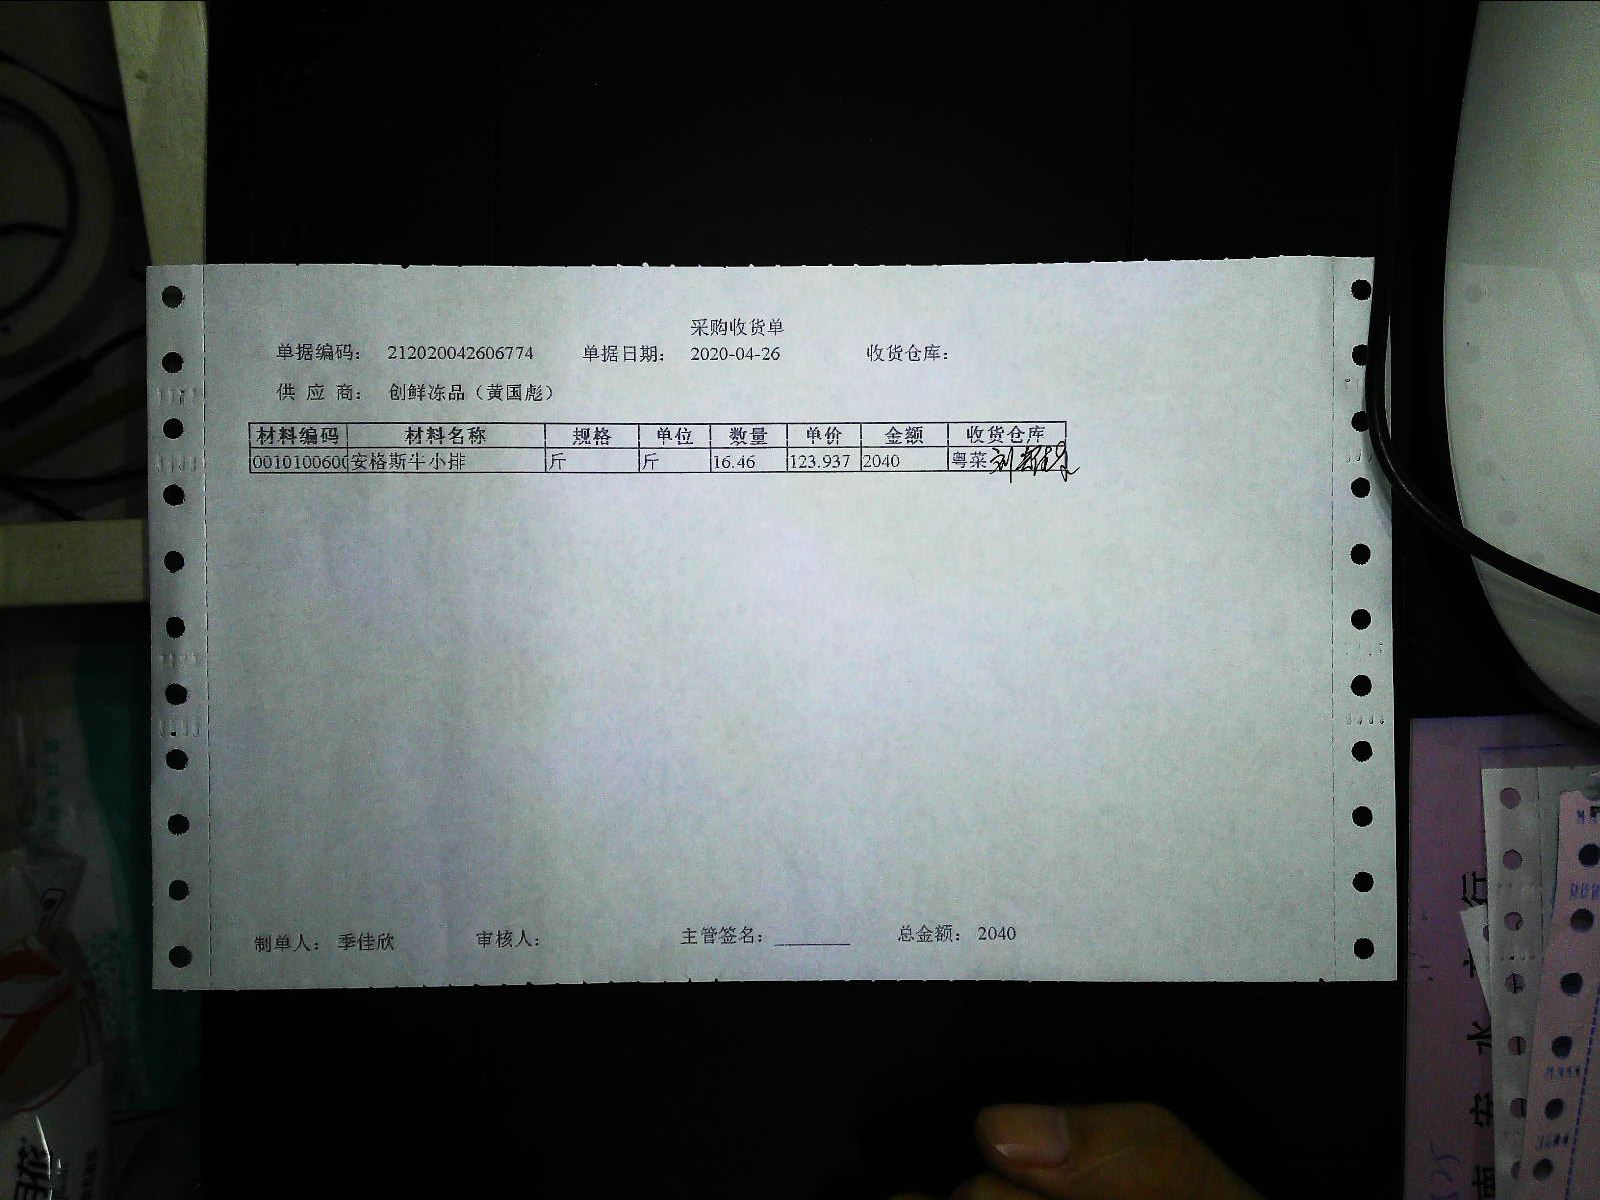 采购收货单
单据编码： 212020042606774 单据日期： 2020-04-26 收货仓库：
供 应 商： 创鲜冻品（黄国彪）
材料编码 材料名称 规格 单位 数量 单价 金额 收货仓库
0010100600 安格斯牛小排 斤 斤 16.46 123.937 2040 粤菜
制单人： 季佳欣 审核人： 主管签名： 总金额： 2040
行
水
安